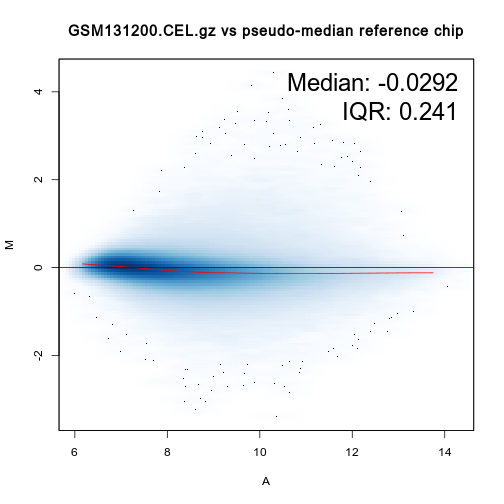 GSM131200.CEL.gz vs pseudo-median reference chip
Median: -0.0292
IQR: 0.241
4
2
0
-2
M
6 8 10 12 14
A